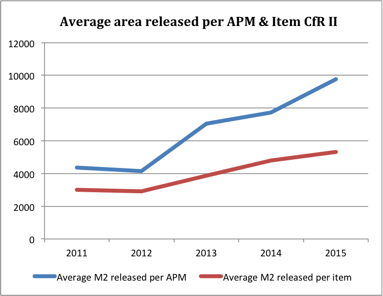 Average area released per APM & Item CfR II
12000
10000
8000
6000
4000
2000
0
2011 2012 2013 2014 2015
Average M2 released per APM Average M2 released per item